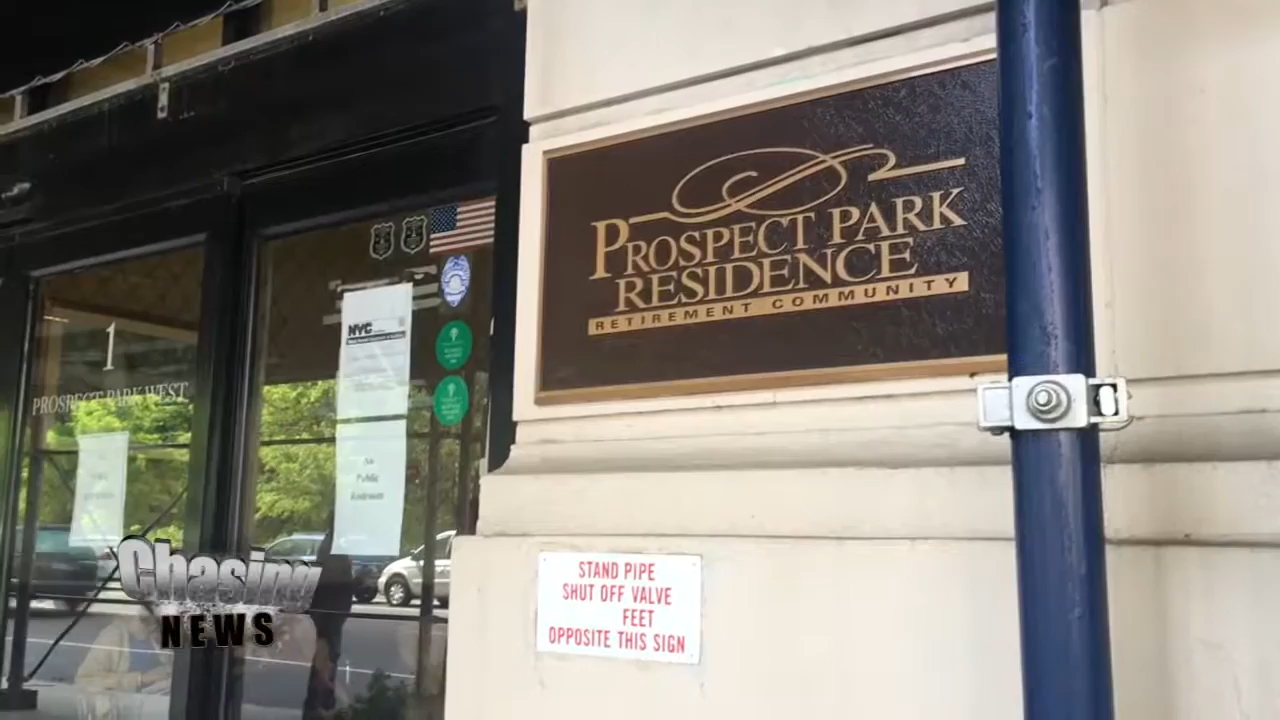 PROSPECT PARK
RESIDENCE
RETIREMENT COMMUNITY
1
PROSPECT PARK WEST
NYC
No
Public
Restroom
STAND PIPE
SHUT OFF VALVE
FEET
OPPOSITE THIS SIGN
Chasing
NEWS